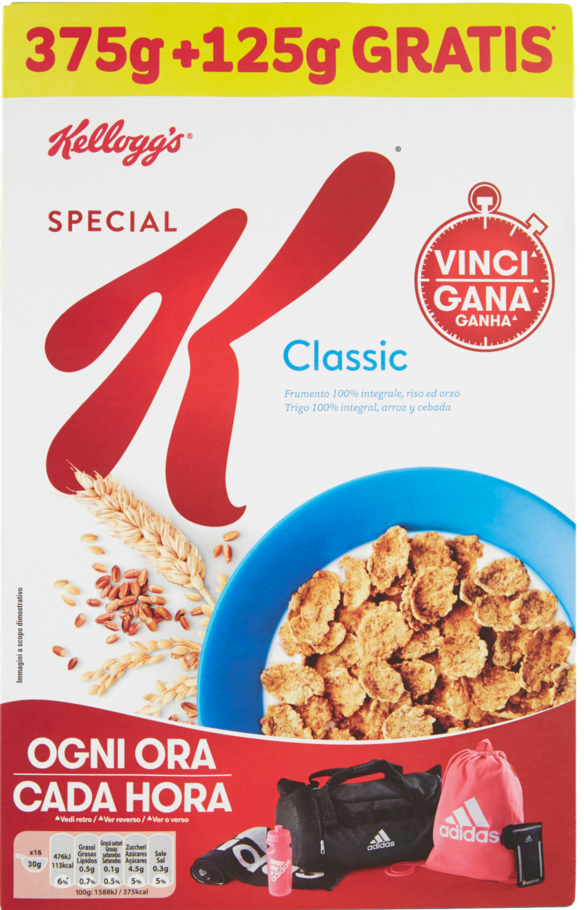 375g+125g GRATIS*
Kellogg's®
®
SPECIAL
K
VINCI▲
GANA▲
GANHA▲
Classic
Frumento 100% integrale, riso ed orzo
Trigo 100% integral, arroz y cebada
Immagini a scopo dimostrativo
OGNI ORA
CADA HORA
▲Vedi retro / ▲Ver reverso / ▲Ver o verso
adidas
adidas
x16
30g
476kJ
113kcal
6%
Grassi
Grasas
Lípidos
0.5g
0.7%
Grassi saturi
Grasas
saturadas
Saturados
0.1g
0.5%
Zuccheri
Azúcares
Açúcares
4.5g
5%
Sale
Sal
0.3g
5%
100g: 1588kJ / 375kcal